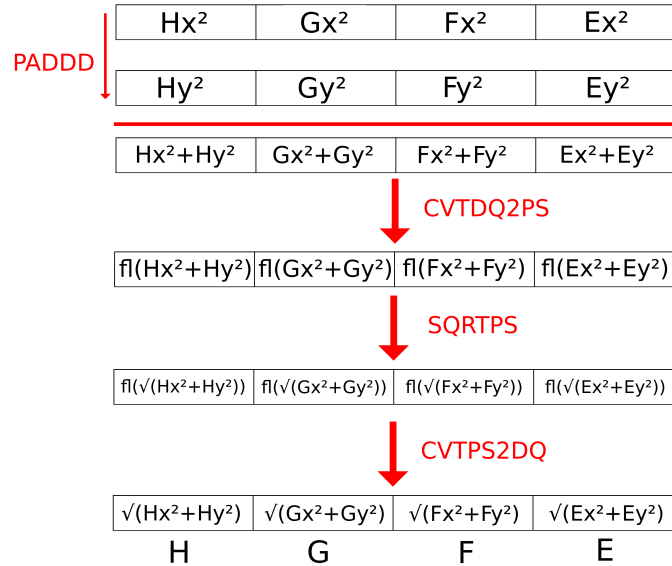 Hx² Gx² Fx² Ex²
PADDD
Hy² Gy² Fy² Ey²
Hx²+Hy² Gx²+Gy² Fx²+Fy² Ex²+Ey²
CVTDQ2PS
fl(Hx²+Hy²) fl(Gx²+Gy²) fl(Fx²+Fy²) fl(Ex²+Ey²)
SQRTPS
fl(√(Hx²+Hy²)) fl(√(Gx²+Gy²)) fl(√(Fx²+Fy²)) fl(√(Ex²+Ey²))
CVTPS2DQ
√(Hx²+Hy²) √(Gx²+Gy²) √(Fx²+Fy²) √(Ex²+Ey²)
H G F E